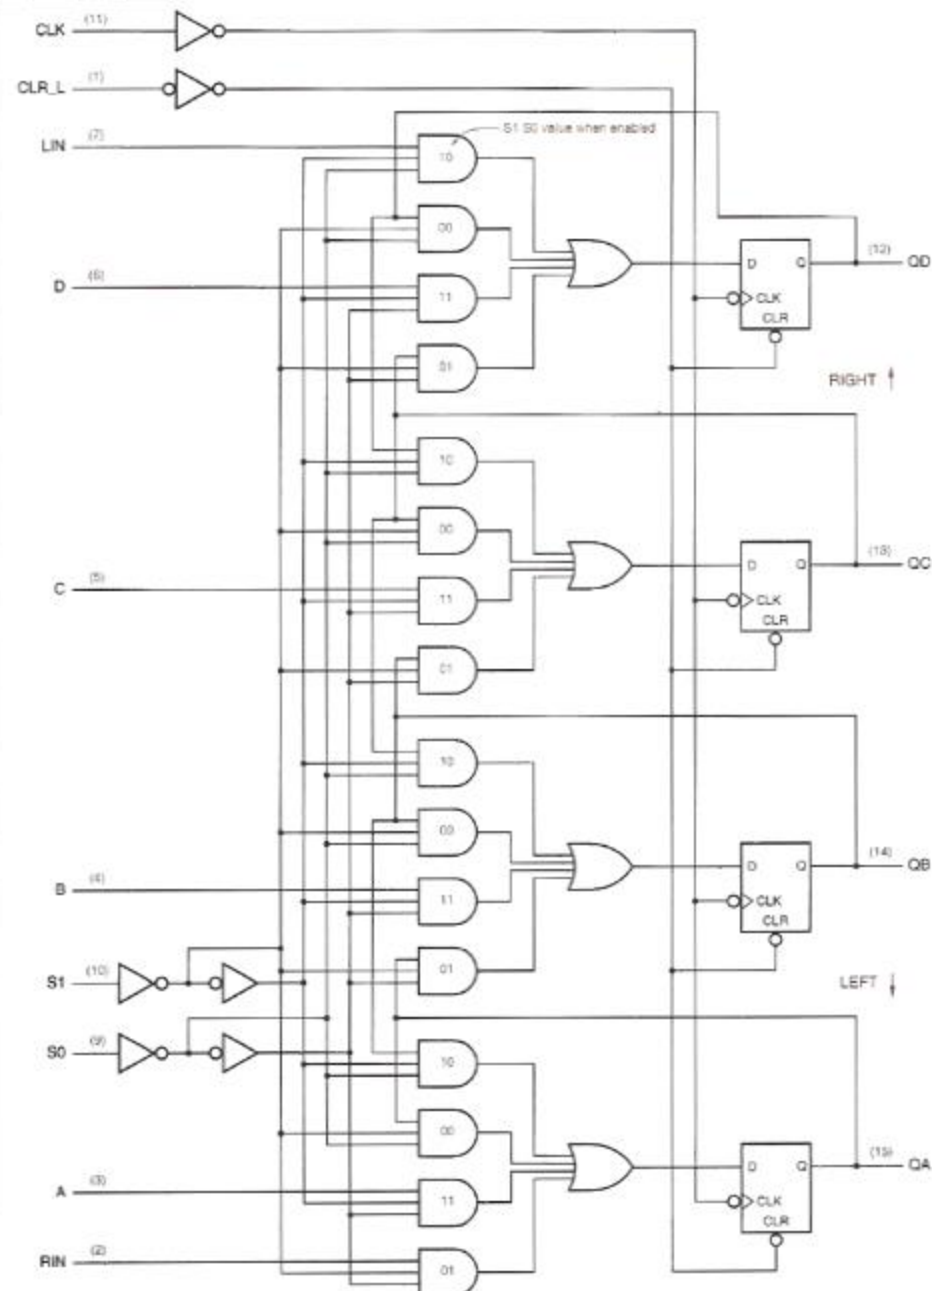 CLK (11)
CLR_L (1)
LIN (7)
S1 S0 value when enabled
10
00
D (6)
11
01
D Q (12) QD
CLK
CLR
RIGHT ↑
10
00
C (5)
11
01
D Q (13) QC
CLK
CLR
10
00
B (4)
11
01
D Q (14) QB
CLK
CLR
S1 (10)
LEFT ↓
S0 (9)
10
00
A (3)
11
RIN (2)
01
D Q (15) QA
CLK
CLR